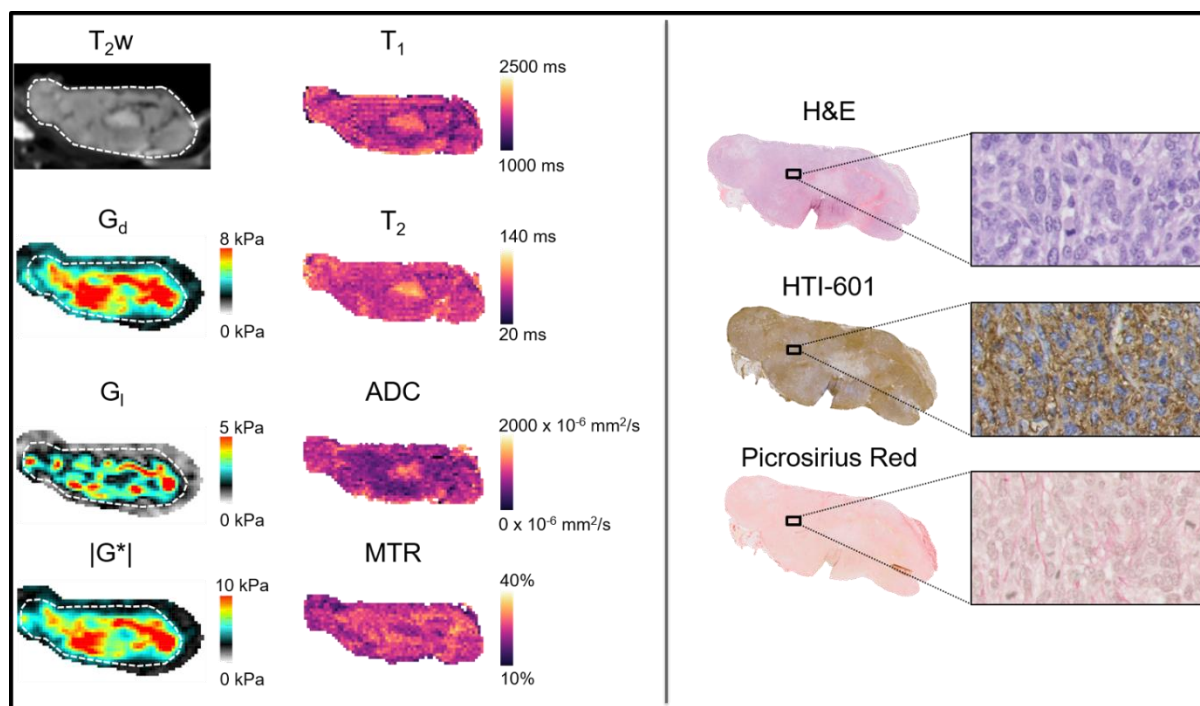 T₂w
T₁
2500 ms
1000 ms
G_d
8 kPa
0 kPa
T₂
140 ms
20 ms
G_l
5 kPa
0 kPa
ADC
2000 x 10⁻⁶ mm²/s
0 x 10⁻⁶ mm²/s
|G*|
10 kPa
0 kPa
MTR
40%
10%
H&E
HTI-601
Picrosirius Red